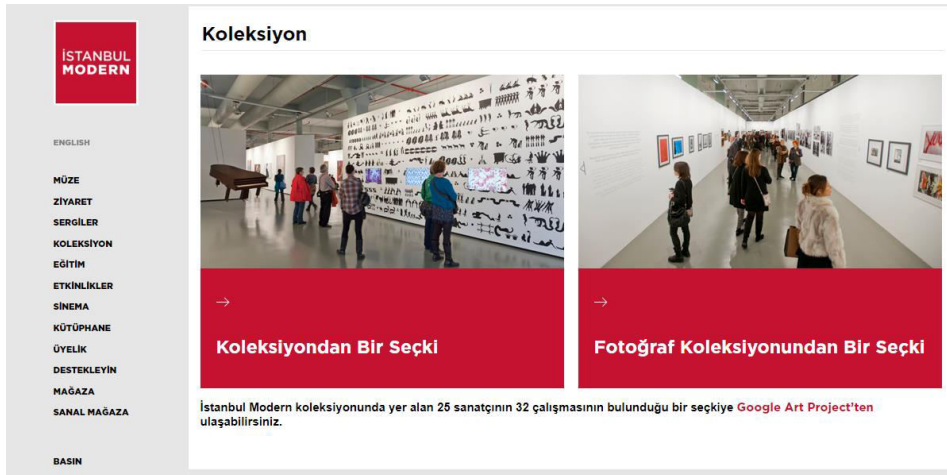 İSTANBUL
MODERN
ENGLISH
MÜZE
ZİYARET
SERGİLER
KOLEKSİYON
EĞİTİM
ETKİNLİKLER
SİNEMA
KÜTÜPHANE
ÜYELİK
DESTEKLEYİN
MAĞAZA
SANAL MAĞAZA
BASIN
Koleksiyon
→
Koleksiyondan Bir Seçki
→
Fotoğraf Koleksiyonundan Bir Seçki
İstanbul Modern koleksiyonunda yer alan 25 sanatçının 32 çalışmasının bulunduğu bir seçkiye Google Art Project'ten
ulaşabilirsiniz.